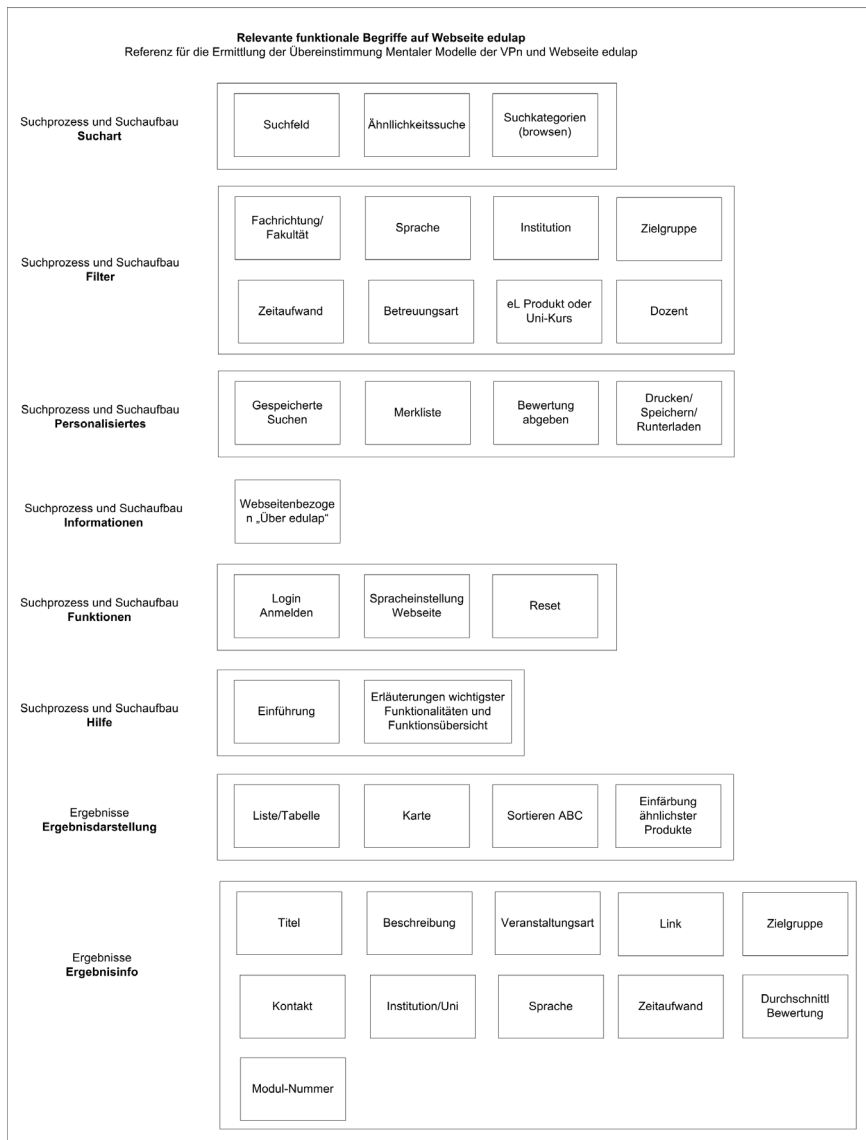 Relevante funktionale Begriffe auf Webseite edulap
Referenz für die Ermittlung der Übereinstimmung Mentaler Modelle der VPn und Webseite edulap
Suchprozess und Suchaufbau
Suchart
Suchfeld
Ähnllichkeitssuche
Suchkategorien
(browsen)
Suchprozess und Suchaufbau
Filter
Fachrichtung/
Fakultät
Sprache
Institution
Zielgruppe
Zeitaufwand
Betreuungsart
eL Produkt oder
Uni-Kurs
Dozent
Suchprozess und Suchaufbau
Personalisiertes
Gespeicherte
Suchen
Merkliste
Bewertung
abgeben
Drucken/
Speichern/
Runterladen
Suchprozess und Suchaufbau
Informationen
Webseitenbezoge
n „Über edulap“
Suchprozess und Suchaufbau
Funktionen
Login
Anmelden
Spracheinstellung
Webseite
Reset
Suchprozess und Suchaufbau
Hilfe
Einführung
Erläuterungen wichtigster
Funktionalitäten und
Funktionsübersicht
Ergebnisse
Ergebnisdarstellung
Liste/Tabelle
Karte
Sortieren ABC
Einfärbung
ähnlichster
Produkte
Ergebnisse
Ergebnisinfo
Titel
Beschreibung
Veranstaltungsart
Link
Zielgruppe
Kontakt
Institution/Uni
Sprache
Zeitaufwand
Durchschnittl
Bewertung
Modul-Nummer